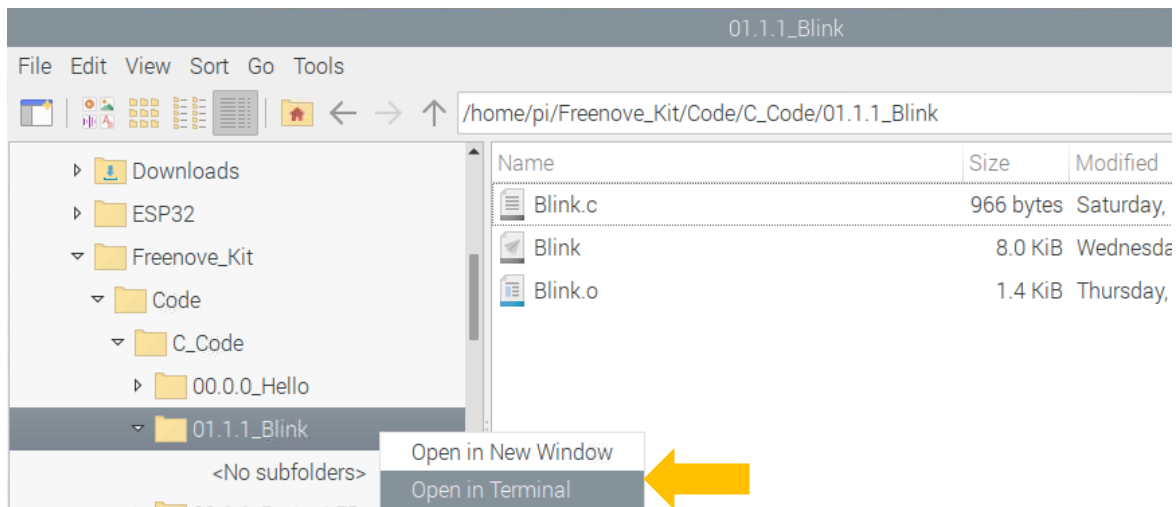 01.1.1_Blink
File Edit View Sort Go Tools
/home/pi/Freenove_Kit/Code/C_Code/01.1.1_Blink
Downloads
ESP32
Freenove_Kit
Code
C_Code
00.0.0_Hello
01.1.1_Blink
<No subfolders>
Name Size Modified
Blink.c 966 bytes Saturday,
Blink 8.0 KiB Wednesda
Blink.o 1.4 KiB Thursday,
Open in New Window
Open in Terminal